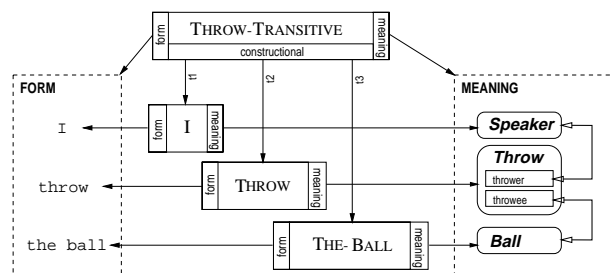 form
THROW-TRANSITIVE
meaning
constructional
t1
t2
t3
FORM
MEANING
I
form
I
meaning
Speaker
throw
form
THROW
meaning
Throw
thrower
throwee
the ball
form
THE-BALL
meaning
Ball